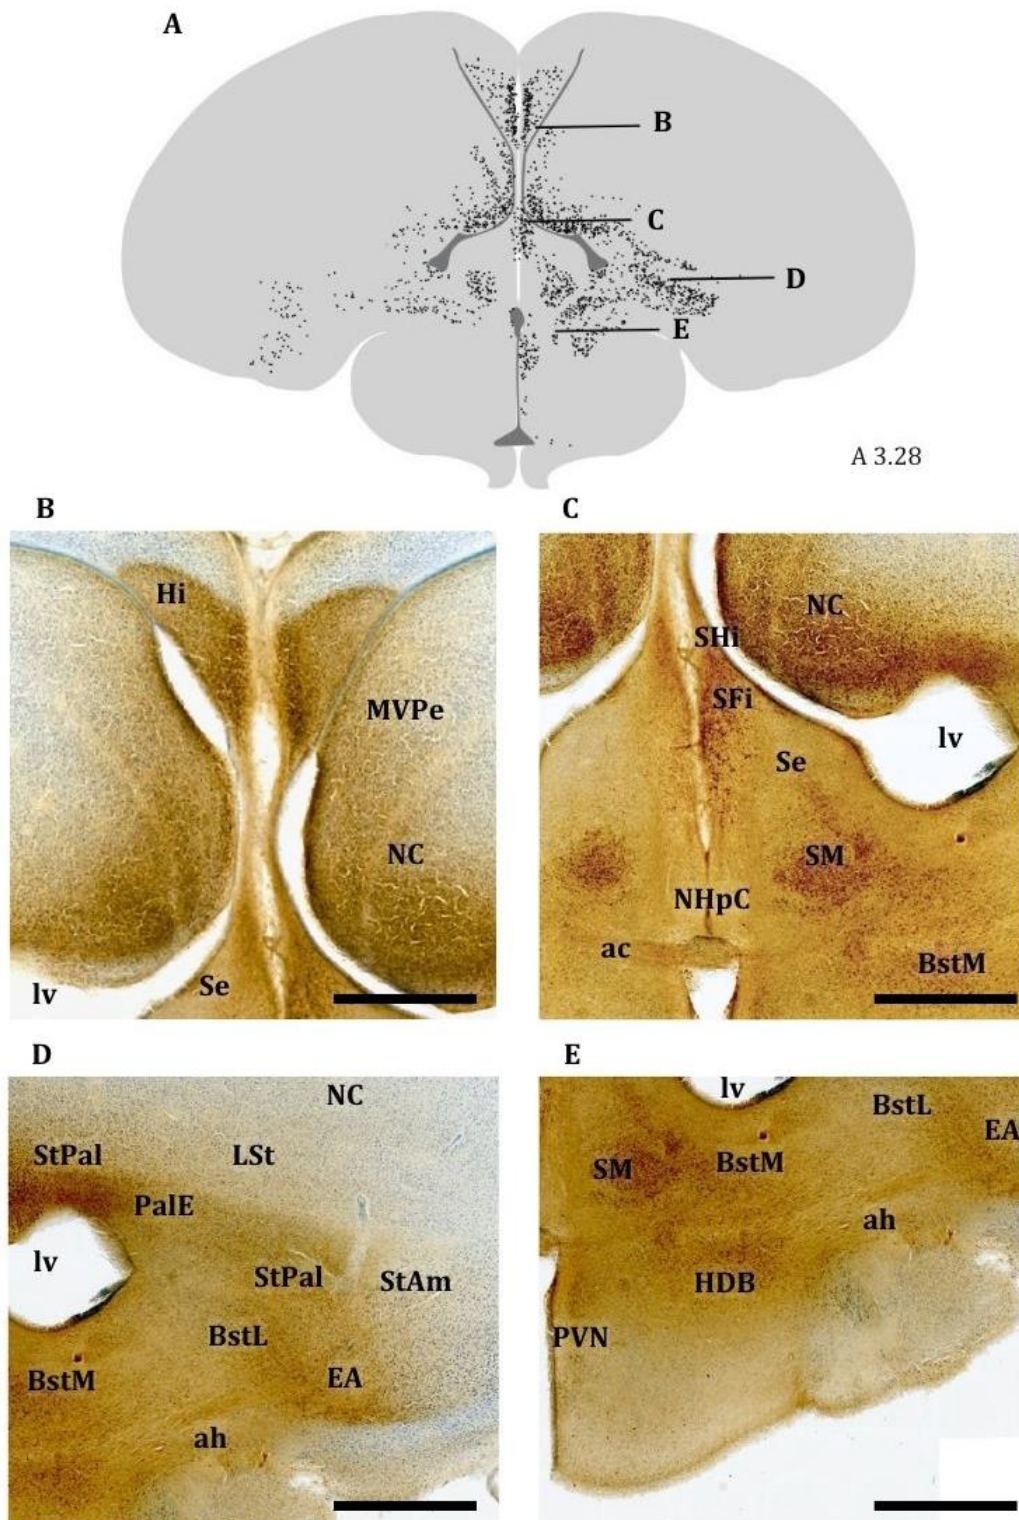 A
B
C
D
E
A 3.28
B
Hi
MVPe
NC
lv
Se
C
NC
SHi
SFi
lv
Se
SM
NHpC
ac
BstM
D
NC
StPal
LSt
PalE
lv
StPal
StAm
BstL
EA
BstM
ah
E
lv
BstL
EA
SM
BstM
ah
HDB
PVN